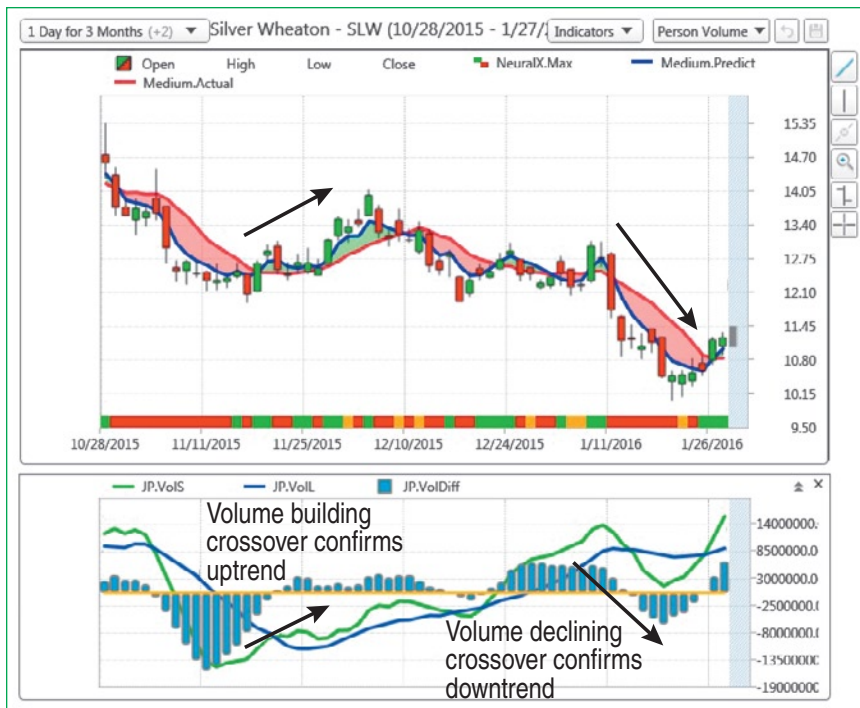 1 Day for 3 Months (+2) Silver Wheaton - SLW (10/28/2015 - 1/27/ Indicators Person Volume
Open High Low Close NeuralX.Max Medium.Predict
Medium.Actual
15.35
14.70
14.05
13.40
12.75
12.10
11.45
10.80
10.15
9.50
10/28/2015 11/11/2015 11/25/2015 12/10/2015 12/24/2015 1/11/2016 1/26/2016
JP.VolS JP.VolL JP.VolDiff
Volume building
crossover confirms
uptrend
Volume declining
crossover confirms
downtrend
14000000.
8500000.0
3000000.0
-2500000.0
-8000000.0
-13500000
-19000000